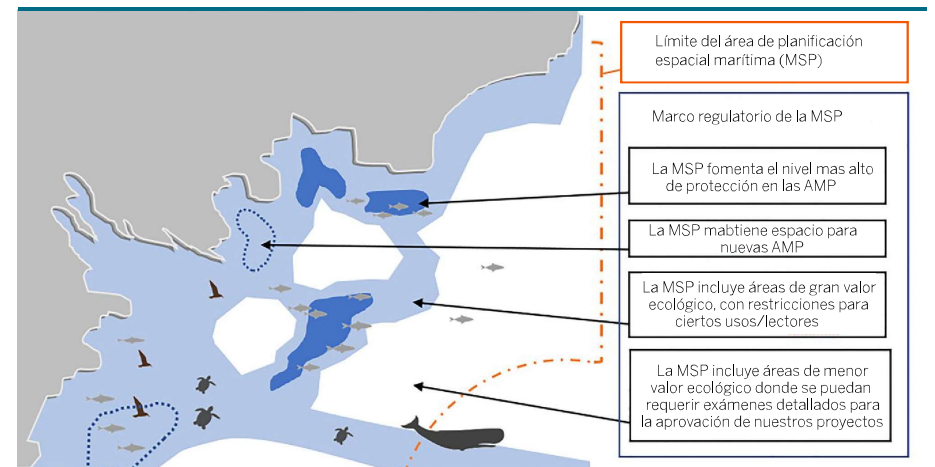 Límite del área de planificación
espacial marítima (MSP)
Marco regulatorio de la MSP
La MSP fomenta el nivel mas alto
de protección en las AMP
La MSP mabtiene espacio para
nuevas AMP
La MSP incluye áreas de gran valor
ecológico, con restricciones para
ciertos usos/lectores
La MSP incluye áreas de menor
valor ecológico donde se puedan
requerir exámenes detallados para
la aprovación de nuestros proyectos